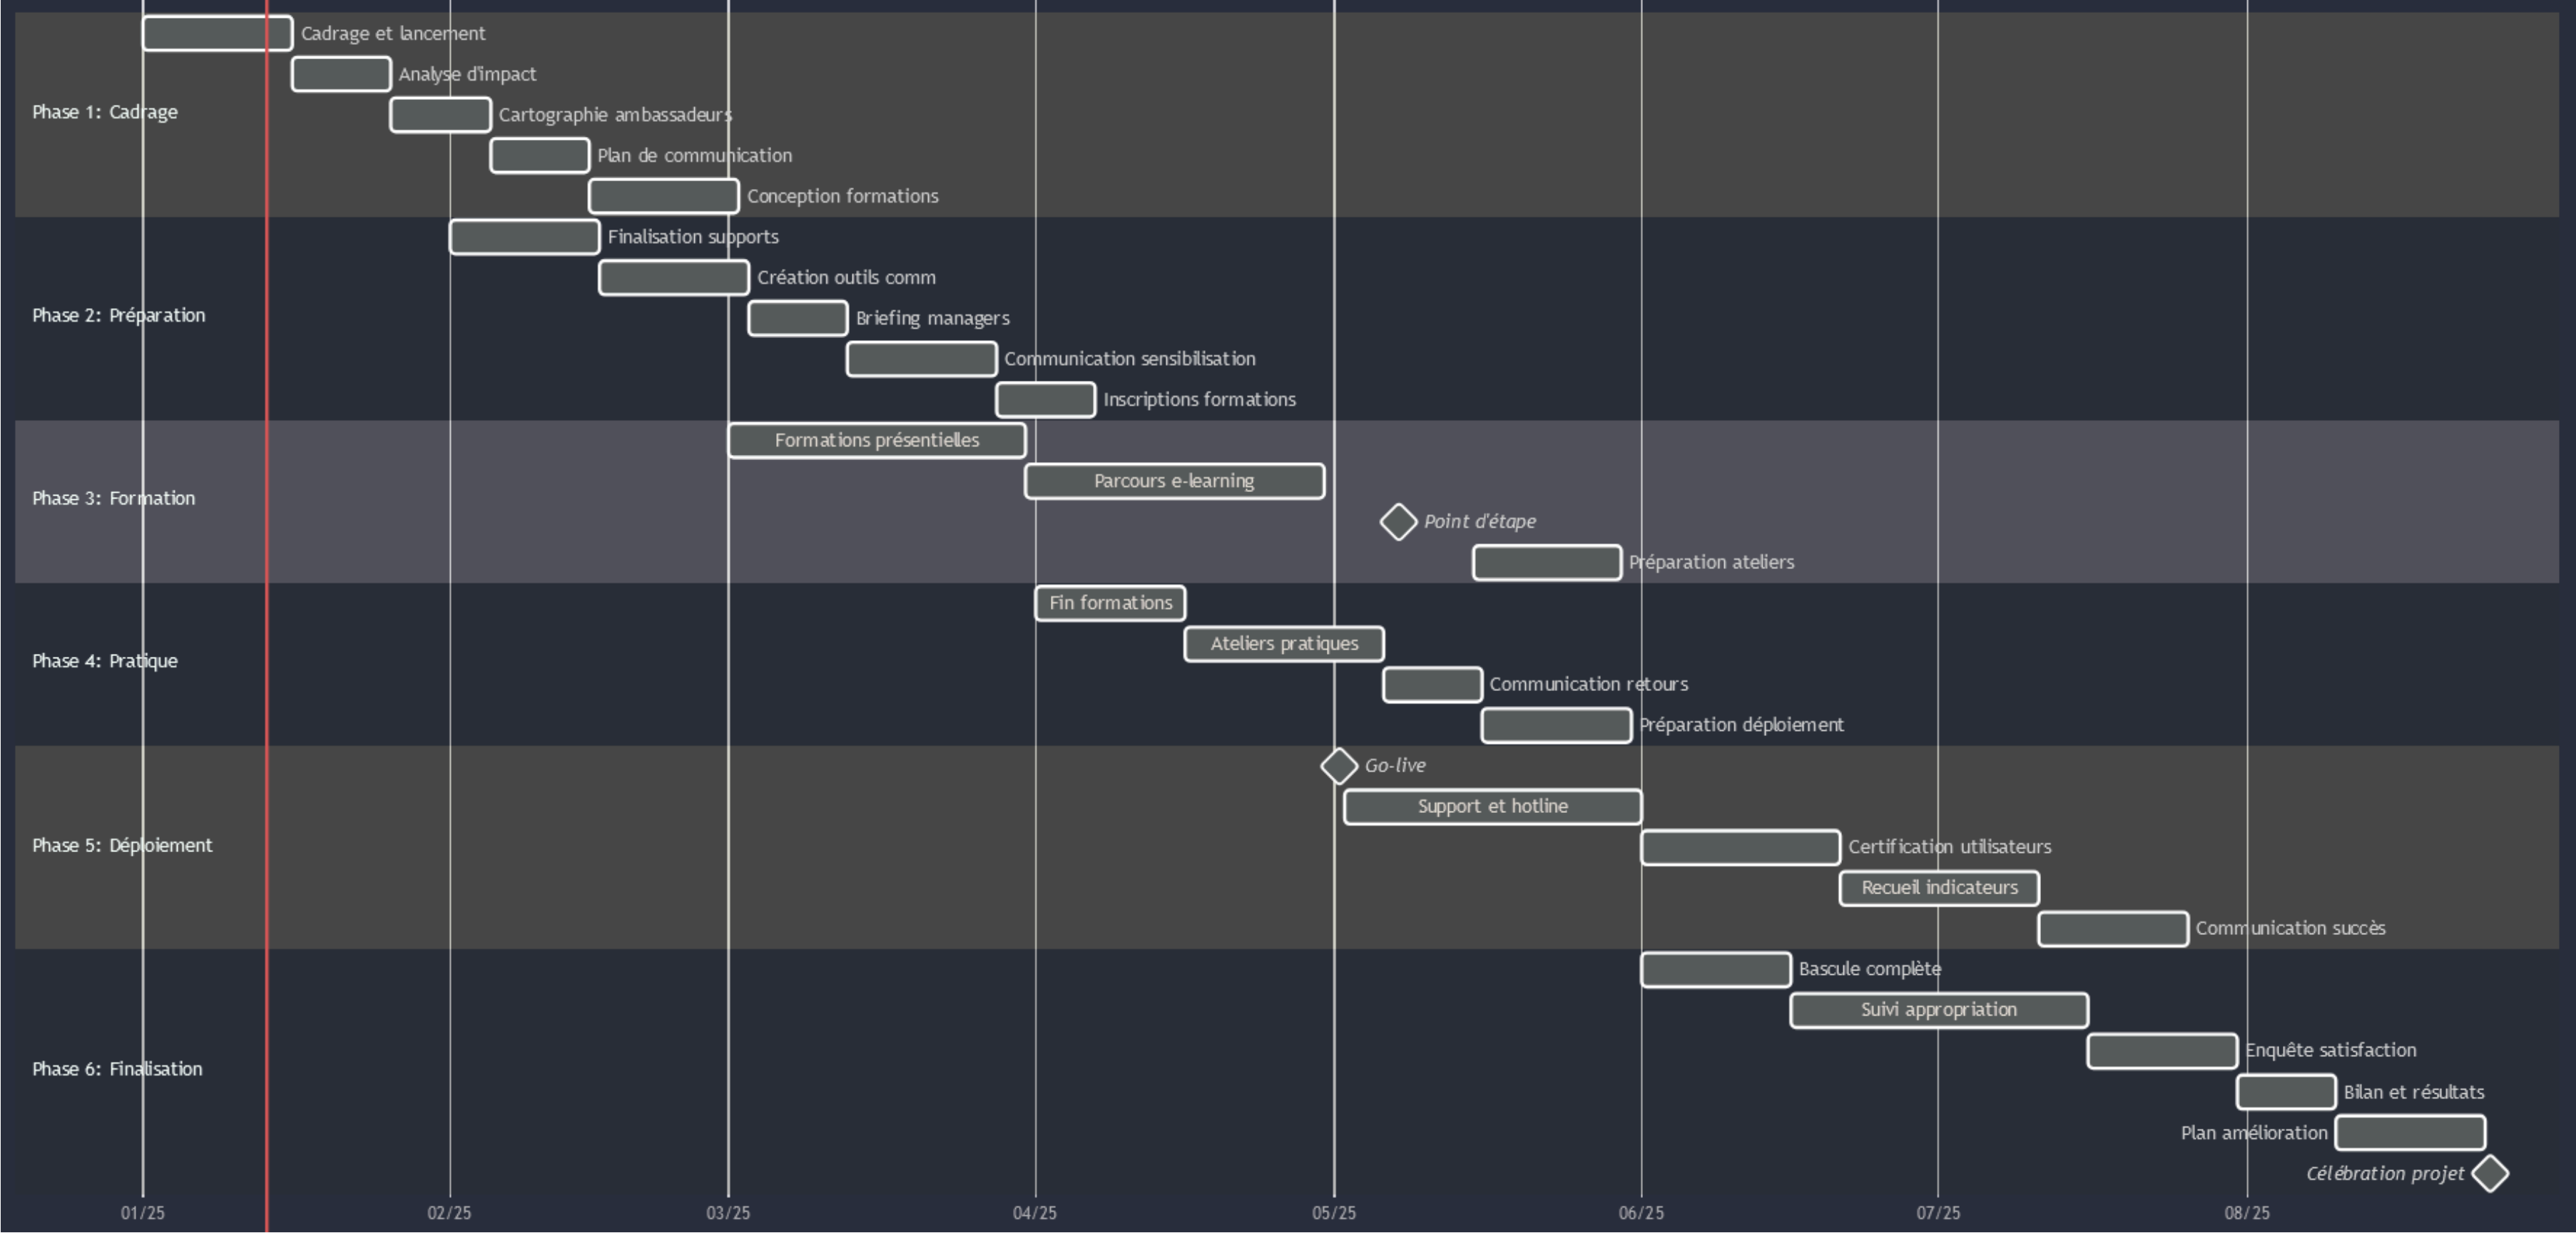 Cadrage et lancement
Analyse d'impact
Phase 1: Cadrage
Cartographie ambassadeurs
Plan de communication
Conception formations
Finalisation supports
Création outils comm
Phase 2: Préparation
Briefing managers
Communication sensibilisation
Inscriptions formations
Formations présentielles
Parcours e-learning
Phase 3: Formation
Point d'étape
Préparation ateliers
Fin formations
Ateliers pratiques
Phase 4: Pratique
Communication retours
Préparation déploiement
Go-live
Support et hotline
Phase 5: Déploiement
Certification utilisateurs
Recueil indicateurs
Communication succès
Bascule complète
Suivi appropriation
Enquête satisfaction
Phase 6: Finalisation
Bilan et résultats
Plan amélioration
Célébration projet
01/25 02/25 03/25 04/25 05/25 06/25 07/25 08/25